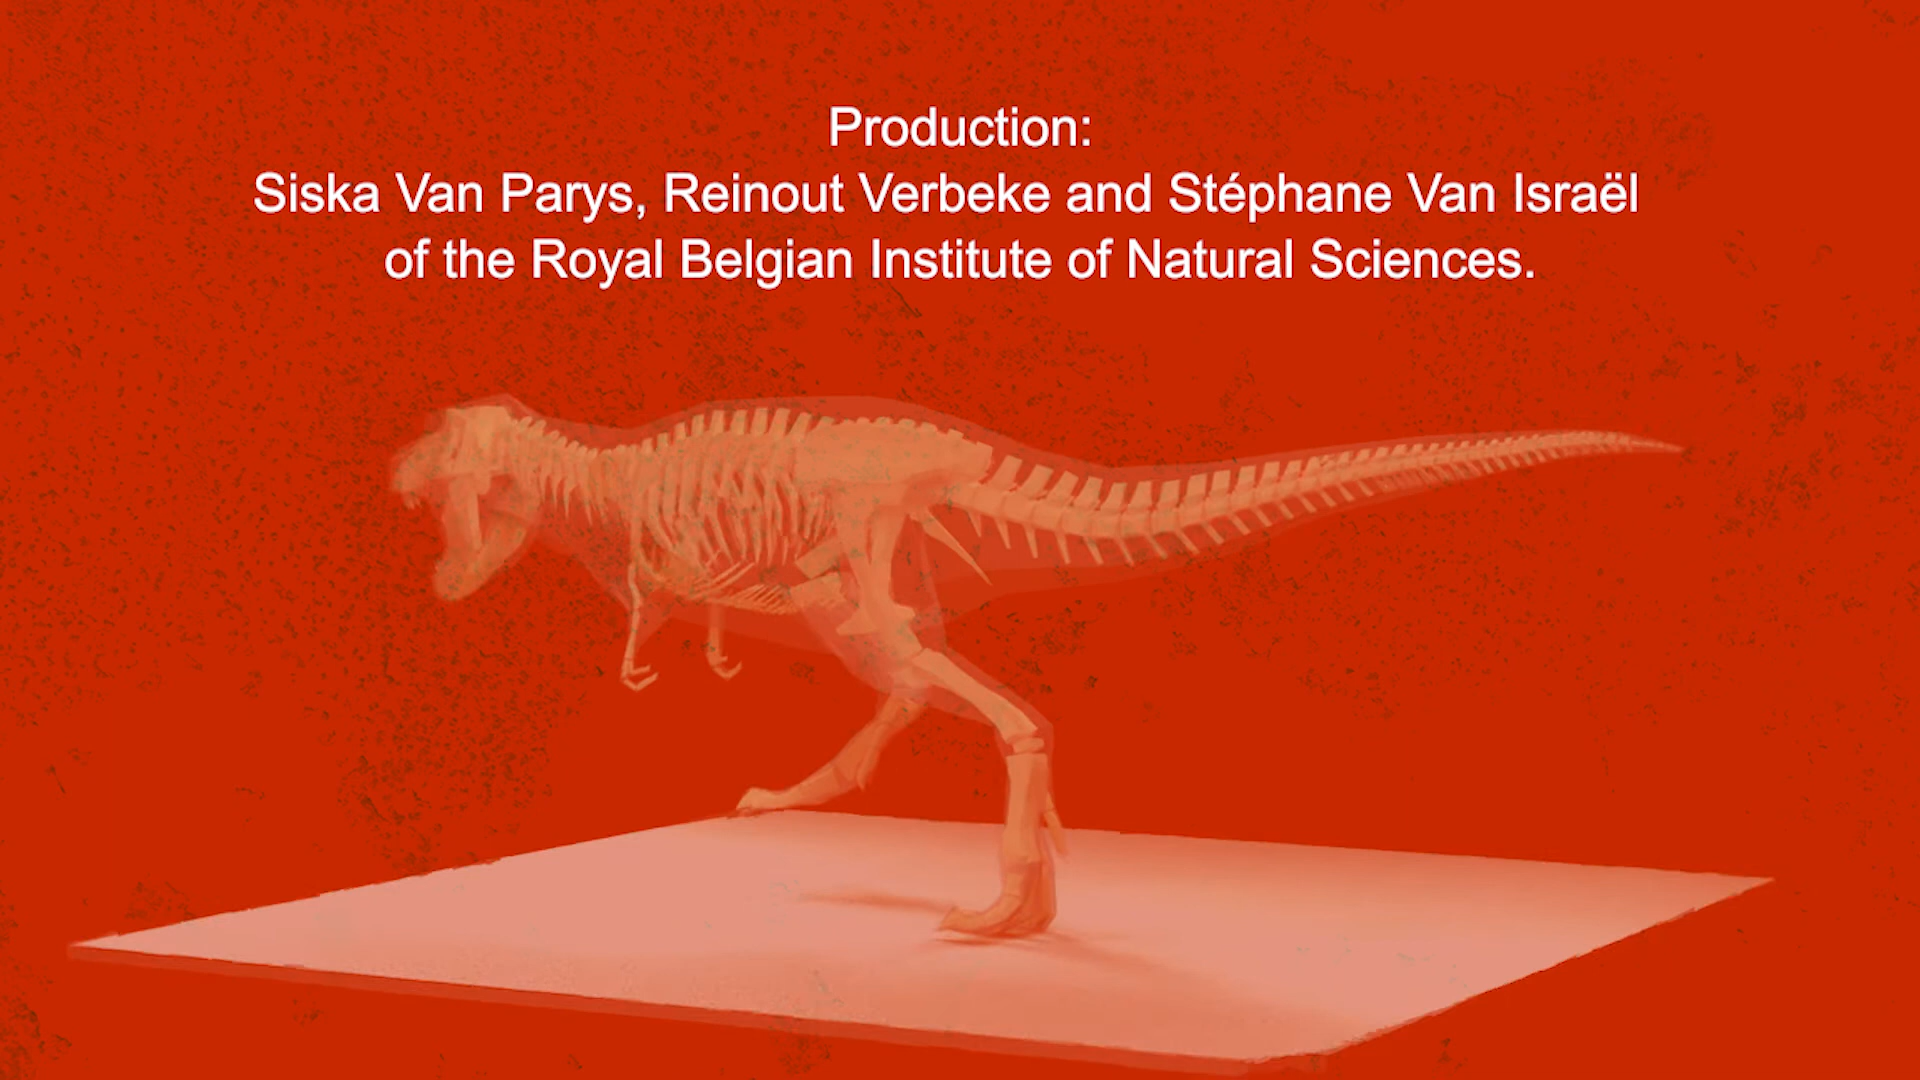 Production:
Siska Van Parys, Reinout Verbeke and Stéphane Van Israël
of the Royal Belgian Institute of Natural Sciences.